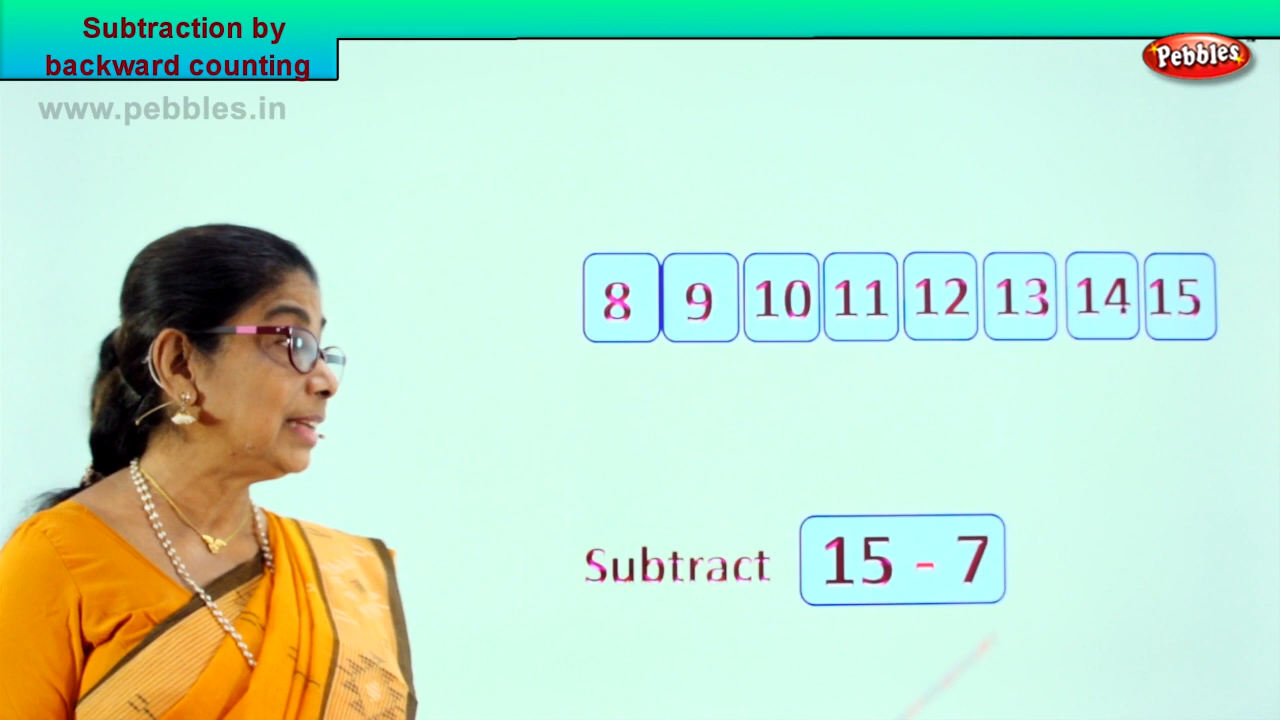 Subtraction by
backward counting
Pebbles
www.pebbles.in
8 9 10 11 12 13 14 15
Subtract 15 - 7